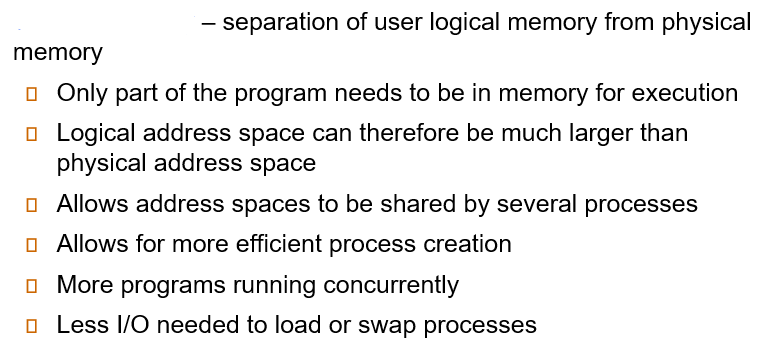 – separation of user logical memory from physical
memory
Only part of the program needs to be in memory for execution
Logical address space can therefore be much larger than
physical address space
Allows address spaces to be shared by several processes
Allows for more efficient process creation
More programs running concurrently
Less I/O needed to load or swap processes